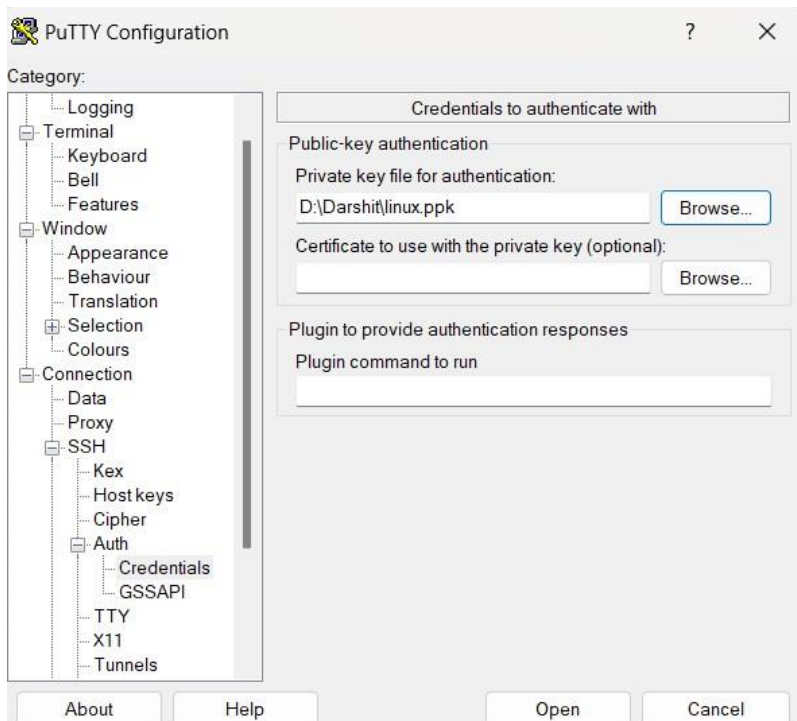 PuTTY Configuration
?
Category:
Logging
Terminal
Keyboard
Bell
Features
Window
Appearance
Behaviour
Translation
Selection
Colours
Connection
Data
Proxy
SSH
Kex
Host keys
Cipher
Auth
Credentials
GSSAPI
TTY
X11
Tunnels
Credentials to authenticate with
Public-key authentication
Private key file for authentication:
D:\Darshit\linux.ppk Browse...
Certificate to use with the private key (optional):
Browse...
Plugin to provide authentication responses
Plugin command to run
About Help Open Cancel